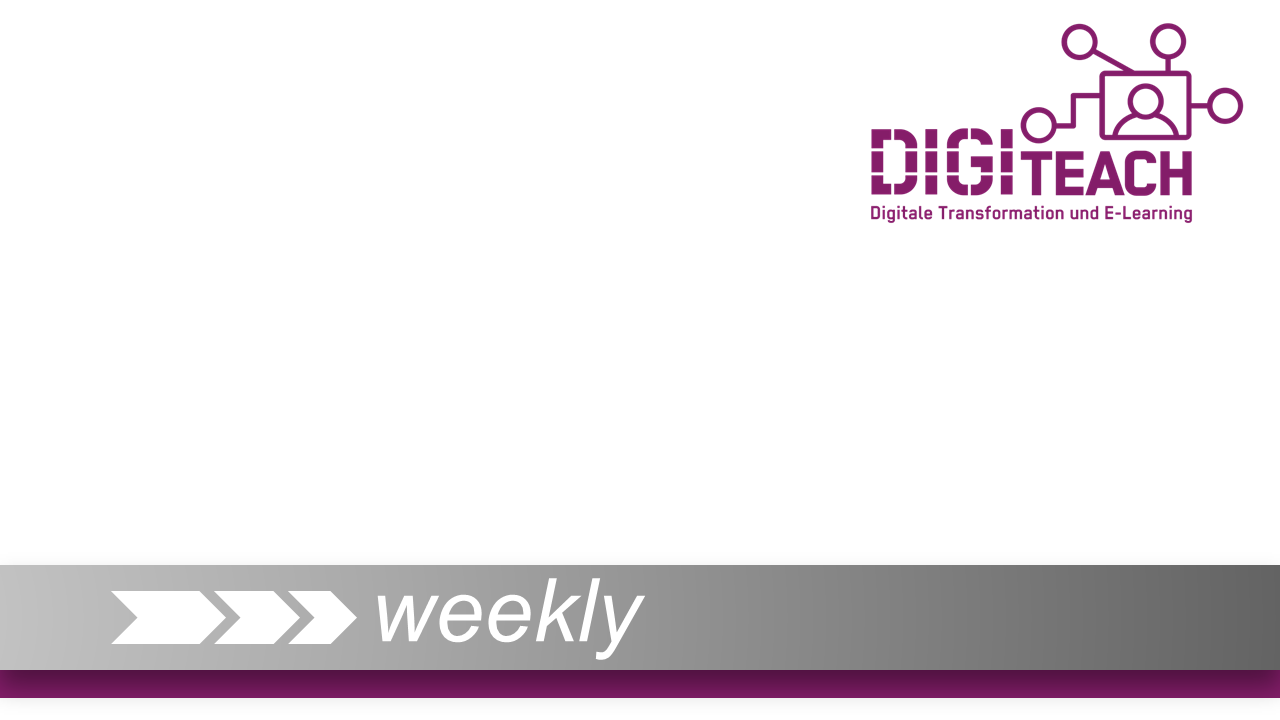 DIGITEACH
Digitale Transformation und E-Learning
weekly